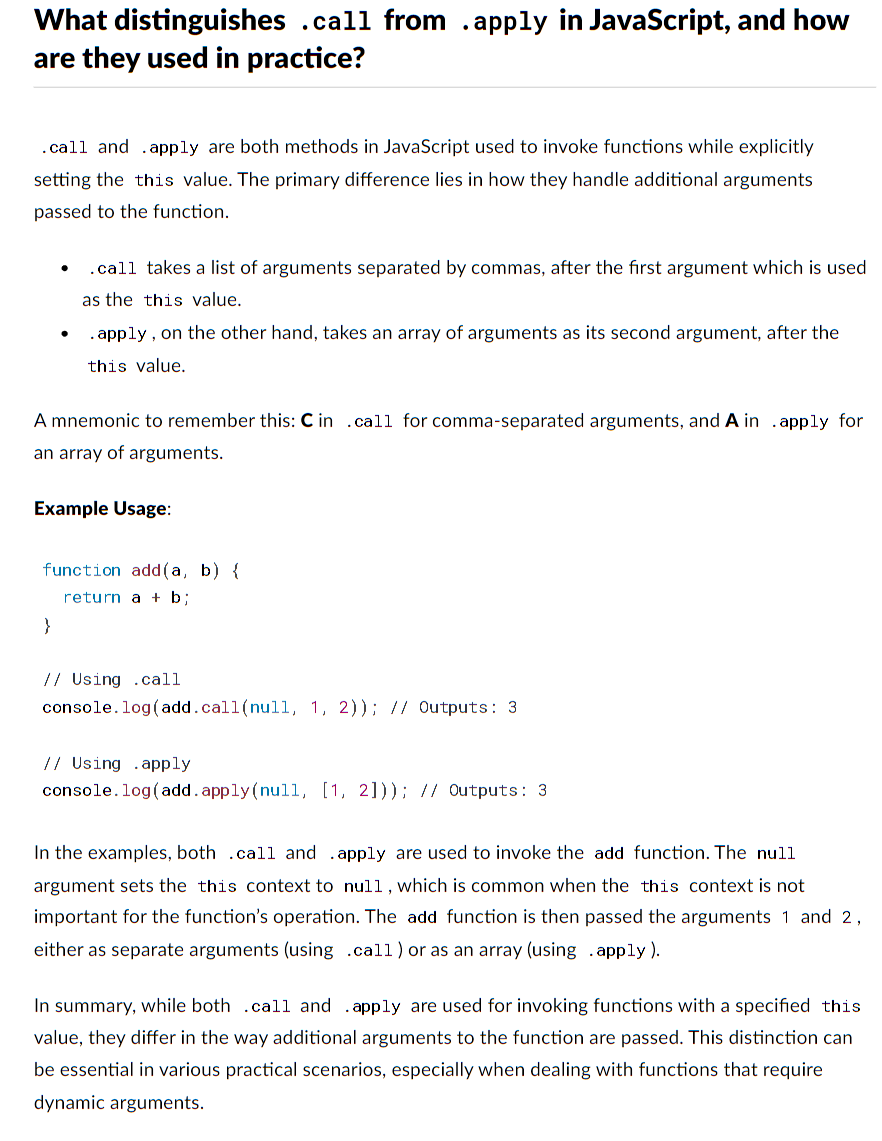 What distinguishes .call from .apply in JavaScript, and how
are they used in practice?
.call and .apply are both methods in JavaScript used to invoke functions while explicitly
setting the this value. The primary difference lies in how they handle additional arguments
passed to the function.
• .call takes a list of arguments separated by commas, after the first argument which is used
as the this value.
• .apply , on the other hand, takes an array of arguments as its second argument, after the
this value.
A mnemonic to remember this: C in .call for comma-separated arguments, and A in .apply for
an array of arguments.
Example Usage:
function add(a, b) {
  return a + b;
}
// Using .call
console.log(add.call(null, 1, 2)); // Outputs: 3
// Using .apply
console.log(add.apply(null, [1, 2])); // Outputs: 3
In the examples, both .call and .apply are used to invoke the add function. The null
argument sets the this context to null , which is common when the this context is not
important for the function's operation. The add function is then passed the arguments 1 and 2 ,
either as separate arguments (using .call ) or as an array (using .apply ).
In summary, while both .call and .apply are used for invoking functions with a specified this
value, they differ in the way additional arguments to the function are passed. This distinction can
be essential in various practical scenarios, especially when dealing with functions that require
dynamic arguments.